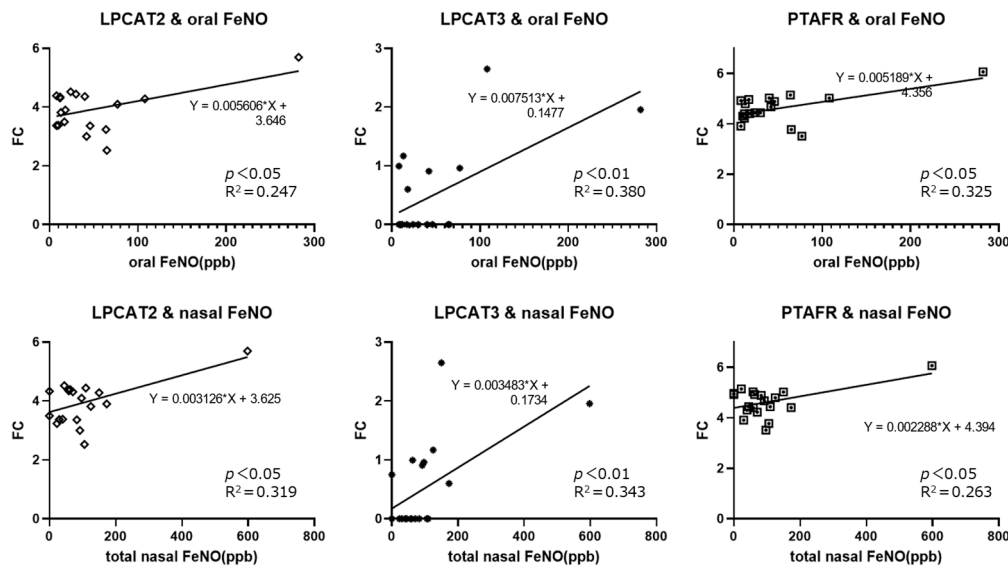 LPCAT2 & oral FeNO
6
4
2
0
FC
Y = 0.005606*X +
3.646
p<0.05
R²=0.247
0
100
200
300
oral FeNO(ppb)
LPCAT3 & oral FeNO
3
2
1
0
FC
Y = 0.007513*X +
0.1477
p<0.01
R²=0.380
0
100
200
300
oral FeNO(ppb)
PTAFR & oral FeNO
6
4
2
0
FC
Y = 0.005189*X +
4.356
p<0.05
R²=0.325
0
100
200
300
oral FeNO(ppb)
LPCAT2 & nasal FeNO
6
4
2
0
FC
Y = 0.003126*X + 3.625
p<0.05
R²=0.319
0
200
400
600
800
total nasal FeNO(ppb)
LPCAT3 & nasal FeNO
3
2
1
0
FC
Y = 0.003483*X +
0.1734
p<0.01
R²=0.343
0
200
400
600
800
total nasal FeNO(ppb)
PTAFR & nasal FeNO
6
4
2
0
FC
Y = 0.002288*X + 4.394
p<0.05
R²=0.263
0
200
400
600
800
total nasal FeNO(ppb)